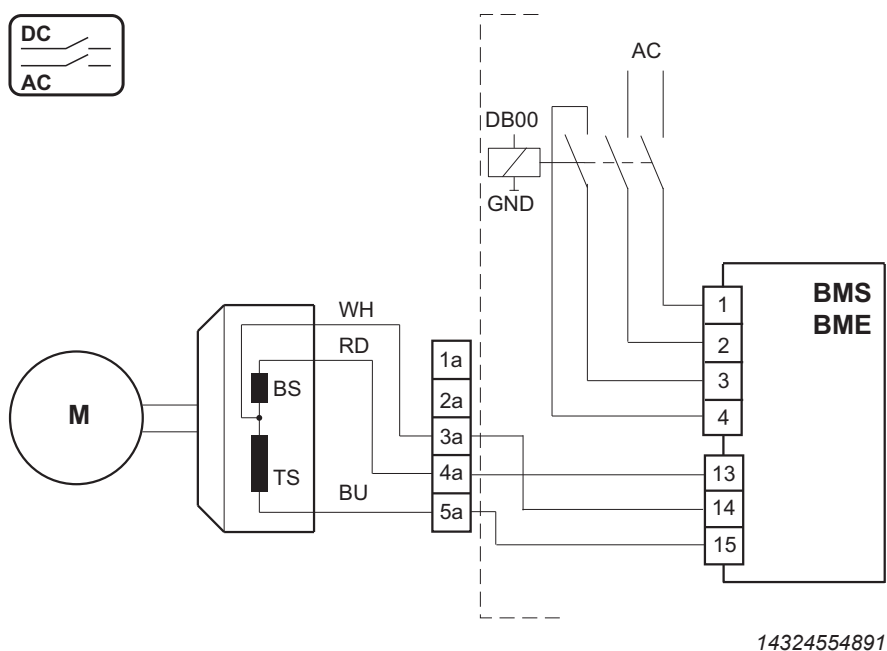 DC
AC
AC
DB00
GND
BMS
BME
1
2
3
4
WH
RD
BS
TS
BU
M
1a
2a
3a
4a
5a
13
14
15
14324554891